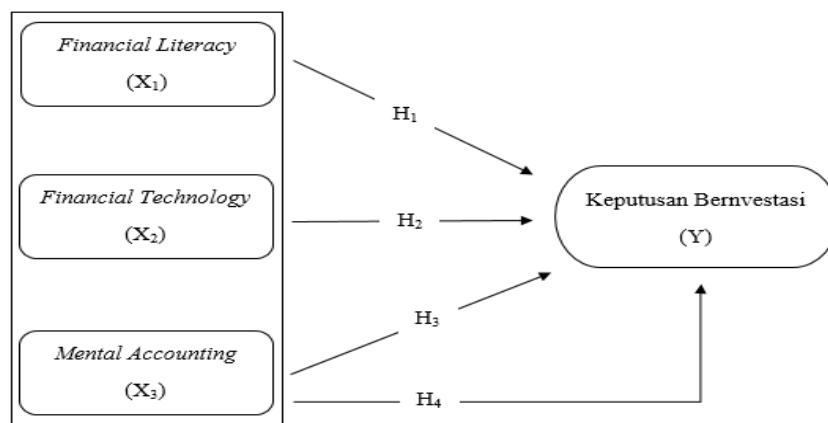 Financial Literacy
(X₁)
H₁
Financial Technology
(X₂)
H₂
Keputusan Bernvestasi
(Y)
H₃
Mental Accounting
(X₃)
H₄